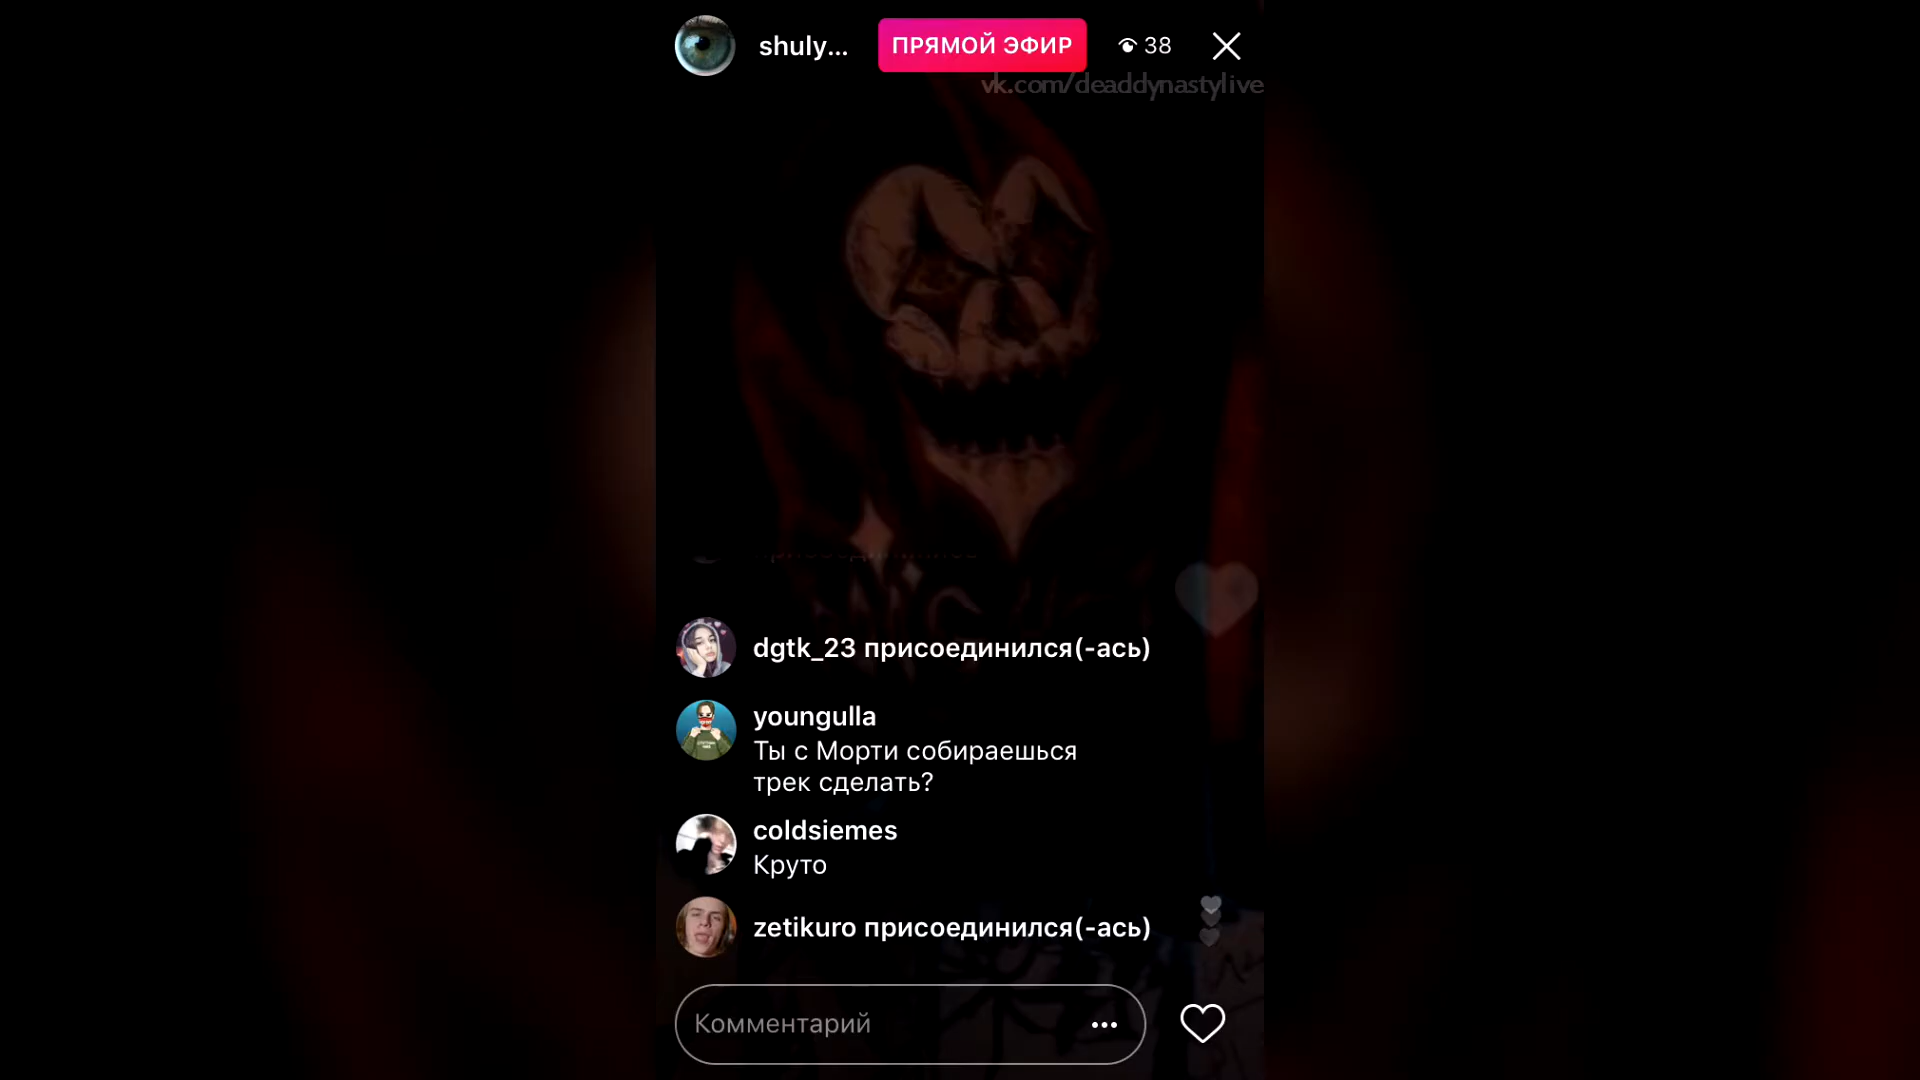 shuly...
ПРЯМОЙ ЭФИР
38
vk.com/deaddynastylive
dgtk_23 присоединился(-ась)
youngulla
Ты с Морти собираешься
трек сделать?
coldsiemes
Круто
zetikuro присоединился(-ась)
Комментарий